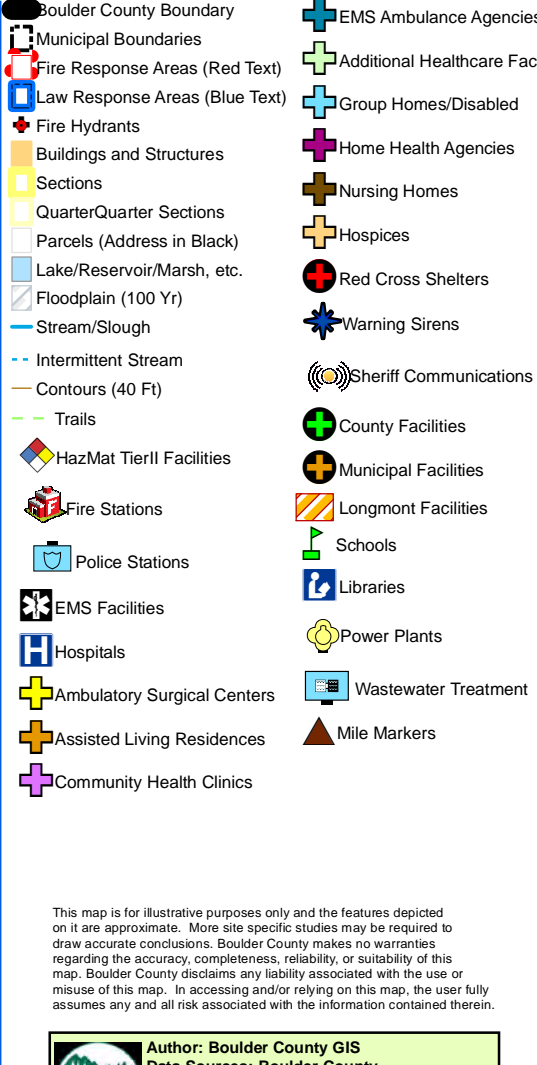 Boulder County Boundary
Municipal Boundaries
Fire Response Areas (Red Text)
Law Response Areas (Blue Text)
Fire Hydrants
Buildings and Structures
Sections
QuarterQuarter Sections
Parcels (Address in Black)
Lake/Reservoir/Marsh, etc.
Floodplain (100 Yr)
Stream/Slough
Intermittent Stream
Contours (40 Ft)
Trails
HazMat TierII Facilities
Fire Stations
Police Stations
EMS Facilities
H Hospitals
Ambulatory Surgical Centers
Assisted Living Residences
Community Health Clinics
EMS Ambulance Agencies
Additional Healthcare Fac
Group Homes/Disabled
Home Health Agencies
Nursing Homes
Hospices
Red Cross Shelters
Warning Sirens
Sheriff Communications
County Facilities
Municipal Facilities
Longmont Facilities
Schools
Libraries
Power Plants
Wastewater Treatment
Mile Markers
This map is for illustrative purposes only and the features depicted
on it are approximate. More site specific studies may be required to
draw accurate conclusions. Boulder County makes no warranties
regarding the accuracy, completeness, reliability, or suitability of this
map. Boulder County disclaims any liability associated with the use or
misuse of this map. In accessing and/or relying on this map, the user fully
assumes any and all risk associated with the information contained therein.
Author: Boulder County GIS
Data Sources: Boulder County